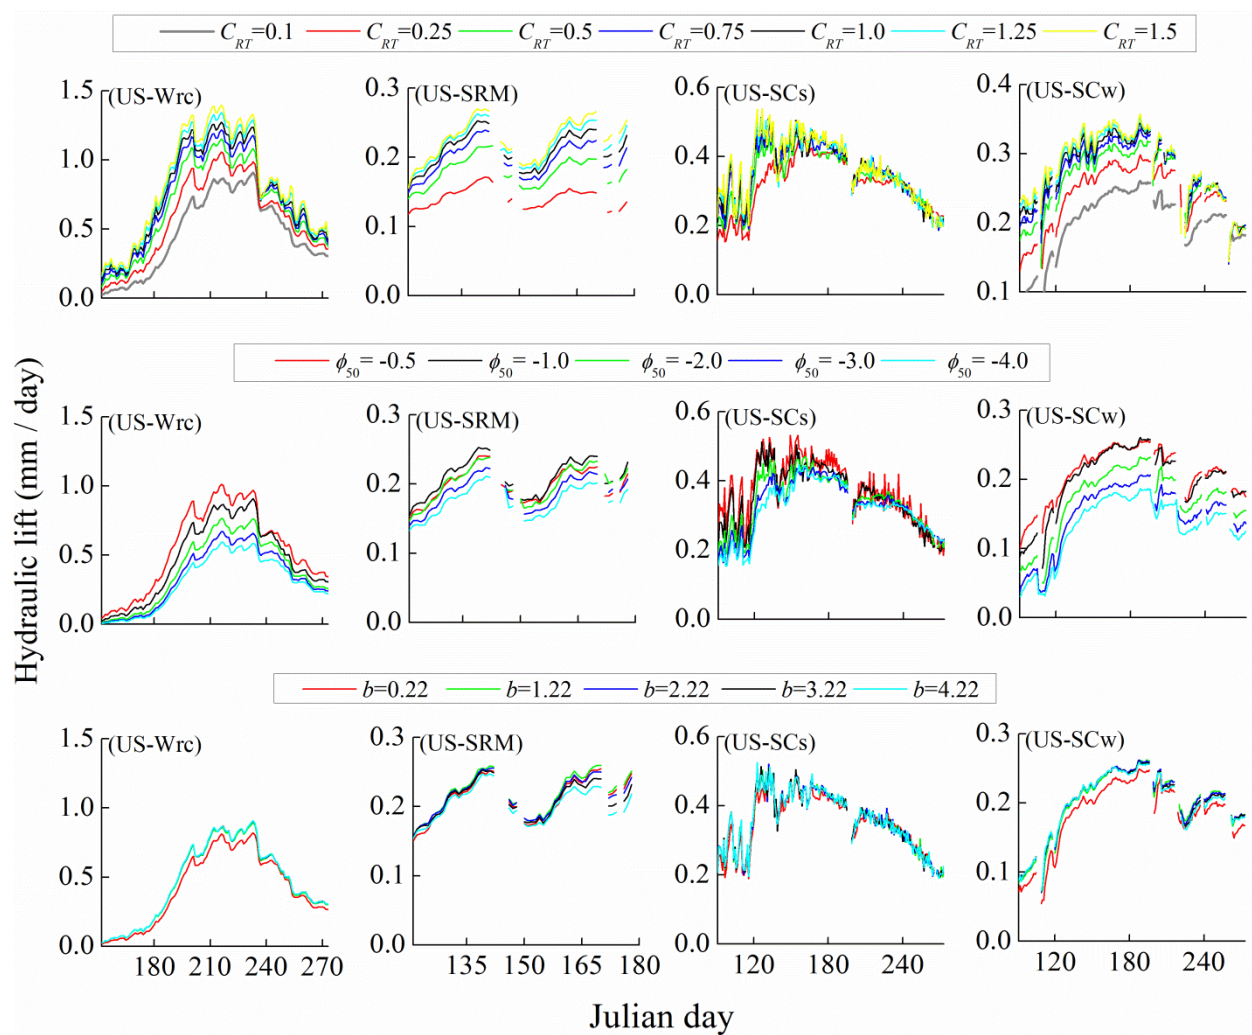 C_RT=0.1 C_RT=0.25 C_RT=0.5 C_RT=0.75 C_RT=1.0 C_RT=1.25 C_RT=1.5
(US-Wrc) (US-SRM) (US-SCs) (US-SCw)
1.5 0.3 0.6 0.4
1.0 0.2 0.4 0.3
0.5 0.1 0.2 0.2
0.0 0.0 0.0 0.1
Hydraulic lift (mm / day)
ϕ_50= -0.5 ϕ_50= -1.0 ϕ_50= -2.0 ϕ_50= -3.0 ϕ_50= -4.0
(US-Wrc) (US-SRM) (US-SCs) (US-SCw)
1.5 0.3 0.6 0.3
1.0 0.2 0.4 0.2
0.5 0.1 0.2 0.1
0.0 0.0 0.0 0.0
b=0.22 b=1.22 b=2.22 b=3.22 b=4.22
(US-Wrc) (US-SRM) (US-SCs) (US-SCw)
1.5 0.3 0.6 0.3
1.0 0.2 0.4 0.2
0.5 0.1 0.2 0.1
0.0 0.0 0.0 0.0
180 210 240 270 135 150 165 180 120 180 240 120 180 240
Julian day